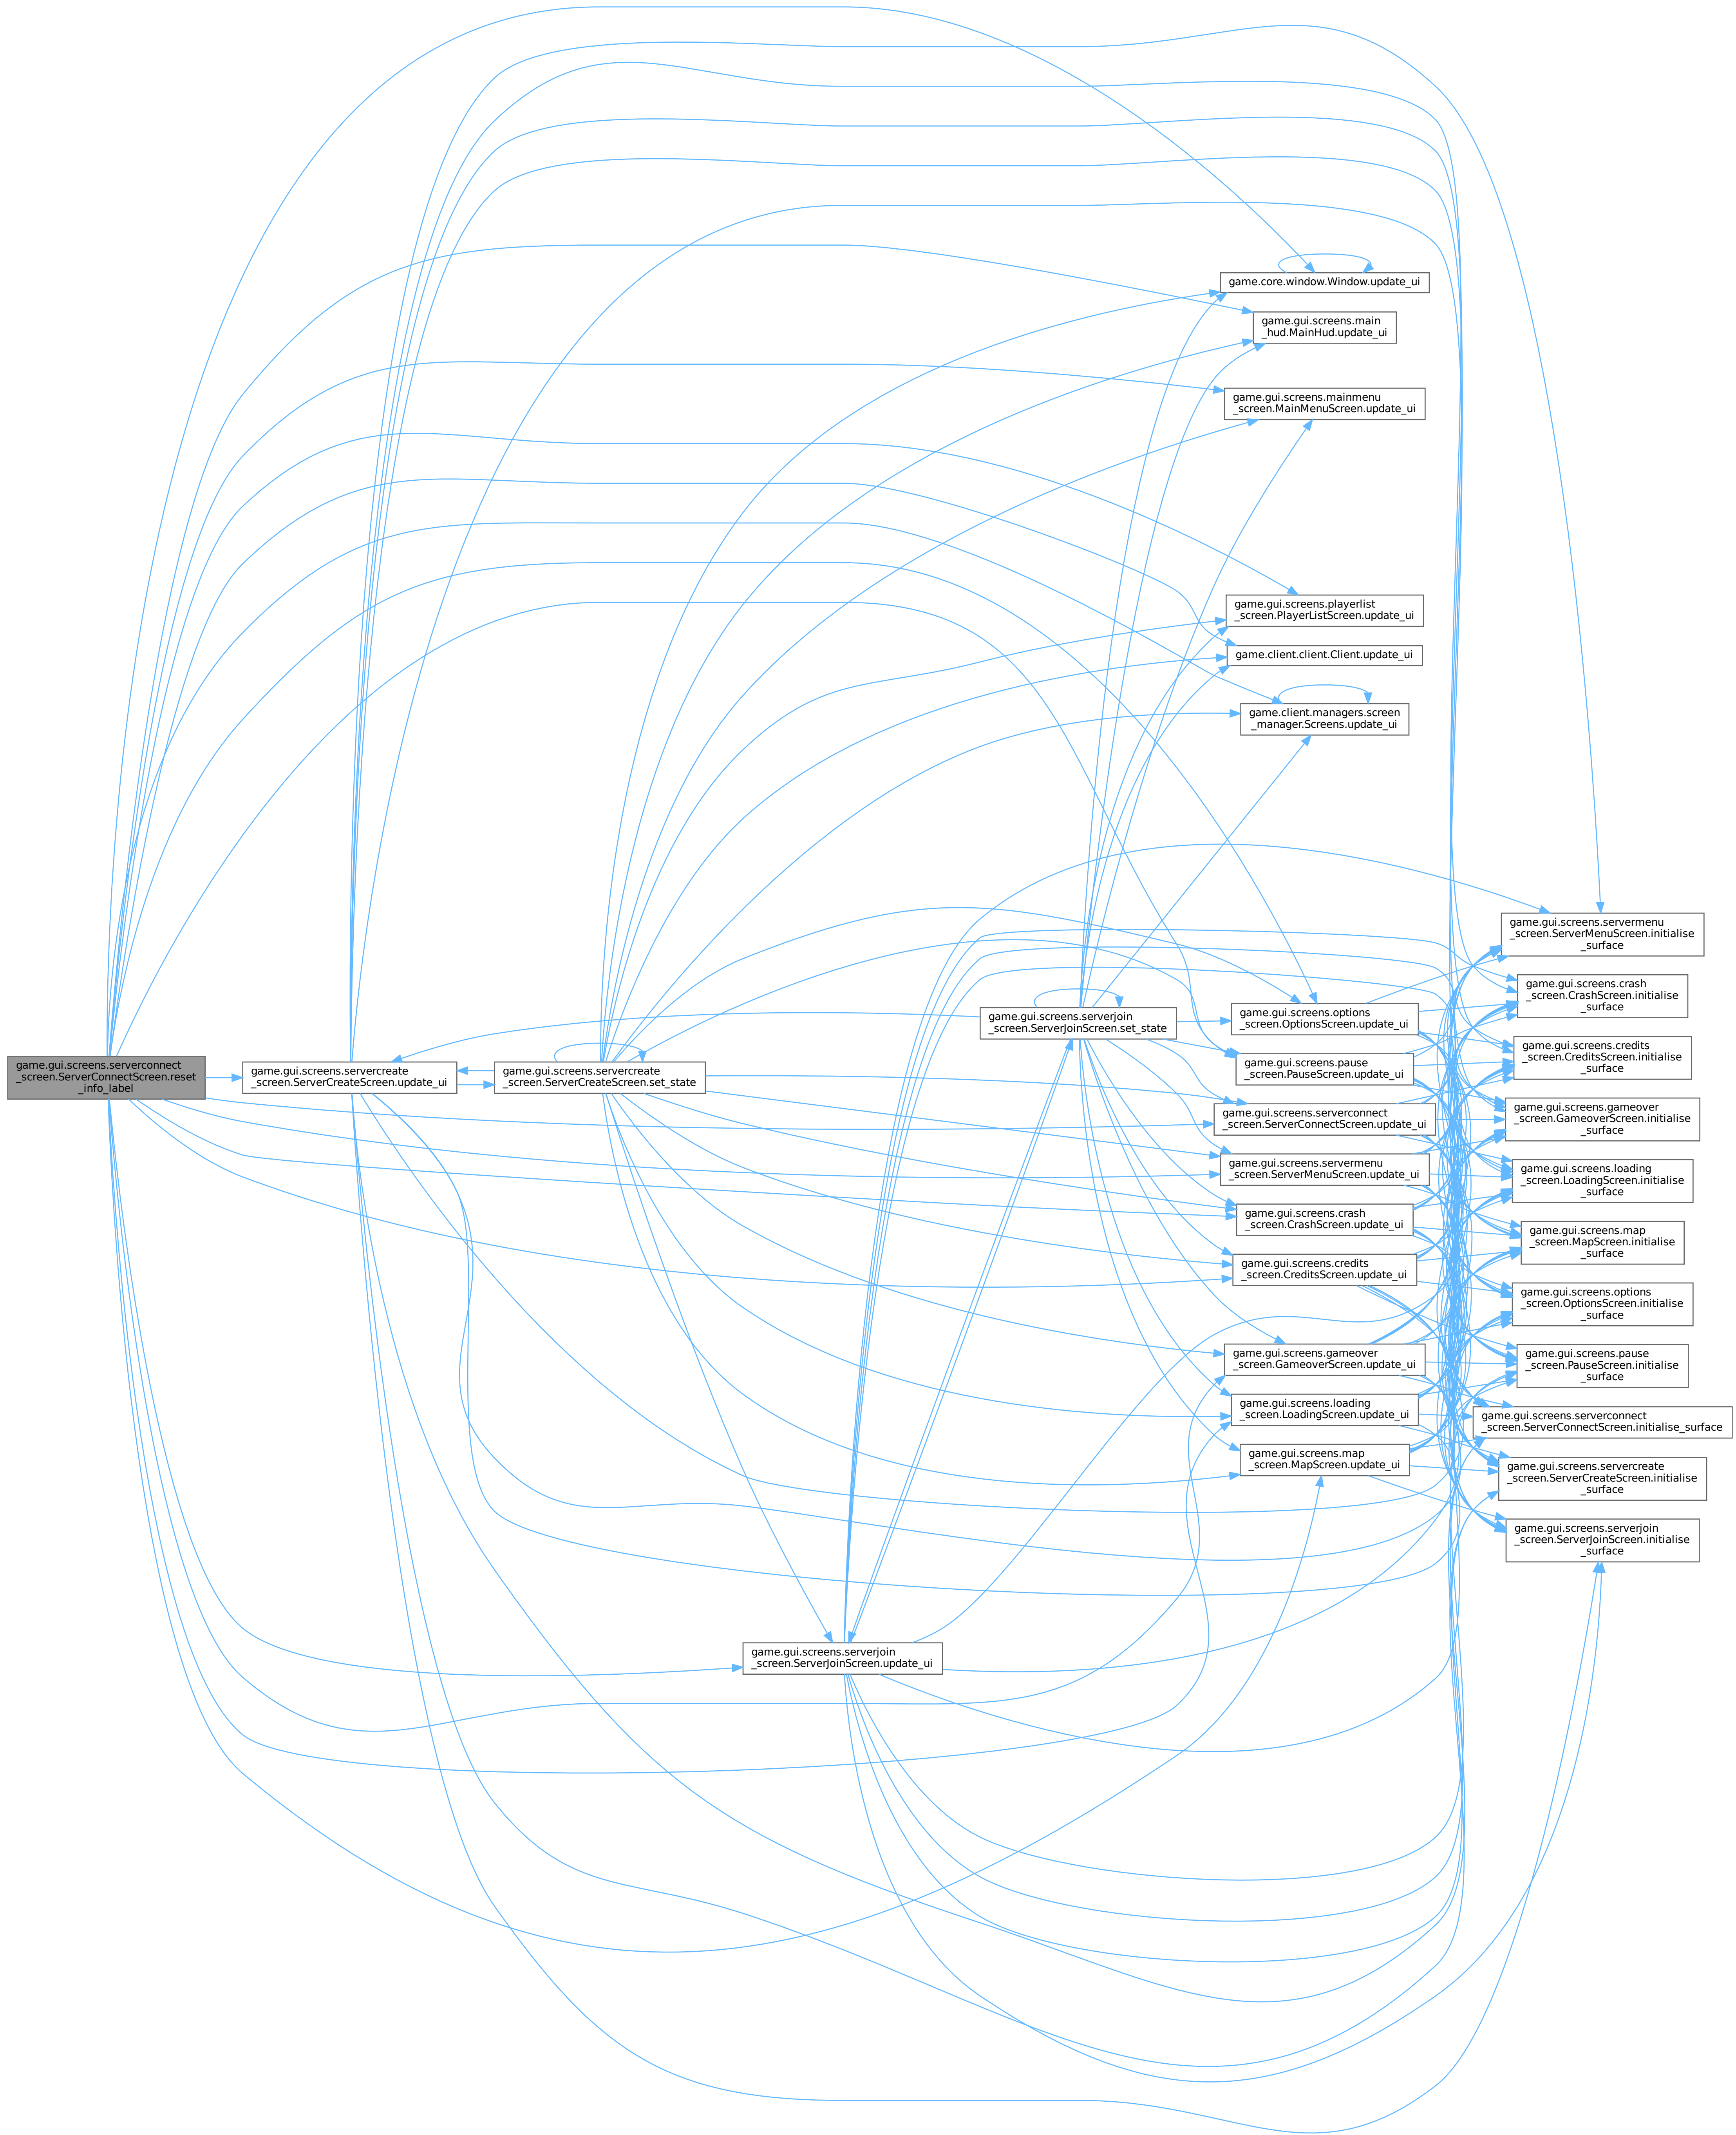 game.core.window.Window.update_ui
game.gui.screens.main
_hud.MainHud.update_ui
game.gui.screens.mainmenu
_screen.MainMenuScreen.update_ui
game.gui.screens.playerlist
_screen.PlayerListScreen.update_ui
game.client.client.Client.update_ui
game.client.managers.screen
_manager.Screens.update_ui
game.gui.screens.serverconnect
_screen.ServerConnectScreen.reset
_info_label
game.gui.screens.servercreate
_screen.ServerCreateScreen.update_ui
game.gui.screens.servercreate
_screen.ServerCreateScreen.set_state
game.gui.screens.serverjoin
_screen.ServerJoinScreen.set_state
game.gui.screens.serverjoin
_screen.ServerJoinScreen.update_ui
game.gui.screens.options
_screen.OptionsScreen.update_ui
game.gui.screens.pause
_screen.PauseScreen.update_ui
game.gui.screens.serverconnect
_screen.ServerConnectScreen.update_ui
game.gui.screens.servermenu
_screen.ServerMenuScreen.update_ui
game.gui.screens.crash
_screen.CrashScreen.update_ui
game.gui.screens.credits
_screen.CreditsScreen.update_ui
game.gui.screens.gameover
_screen.GameoverScreen.update_ui
game.gui.screens.loading
_screen.LoadingScreen.update_ui
game.gui.screens.map
_screen.MapScreen.update_ui
game.gui.screens.servermenu
_screen.ServerMenuScreen.initialise
_surface
game.gui.screens.crash
_screen.CrashScreen.initialise
_surface
game.gui.screens.credits
_screen.CreditsScreen.initialise
_surface
game.gui.screens.gameover
_screen.GameoverScreen.initialise
_surface
game.gui.screens.loading
_screen.LoadingScreen.initialise
_surface
game.gui.screens.map
_screen.MapScreen.initialise
_surface
game.gui.screens.options
_screen.OptionsScreen.initialise
_surface
game.gui.screens.pause
_screen.PauseScreen.initialise
_surface
game.gui.screens.serverconnect
_screen.ServerConnectScreen.initialise_surface
game.gui.screens.servercreate
_screen.ServerCreateScreen.initialise
_surface
game.gui.screens.serverjoin
_screen.ServerJoinScreen.initialise
_surface